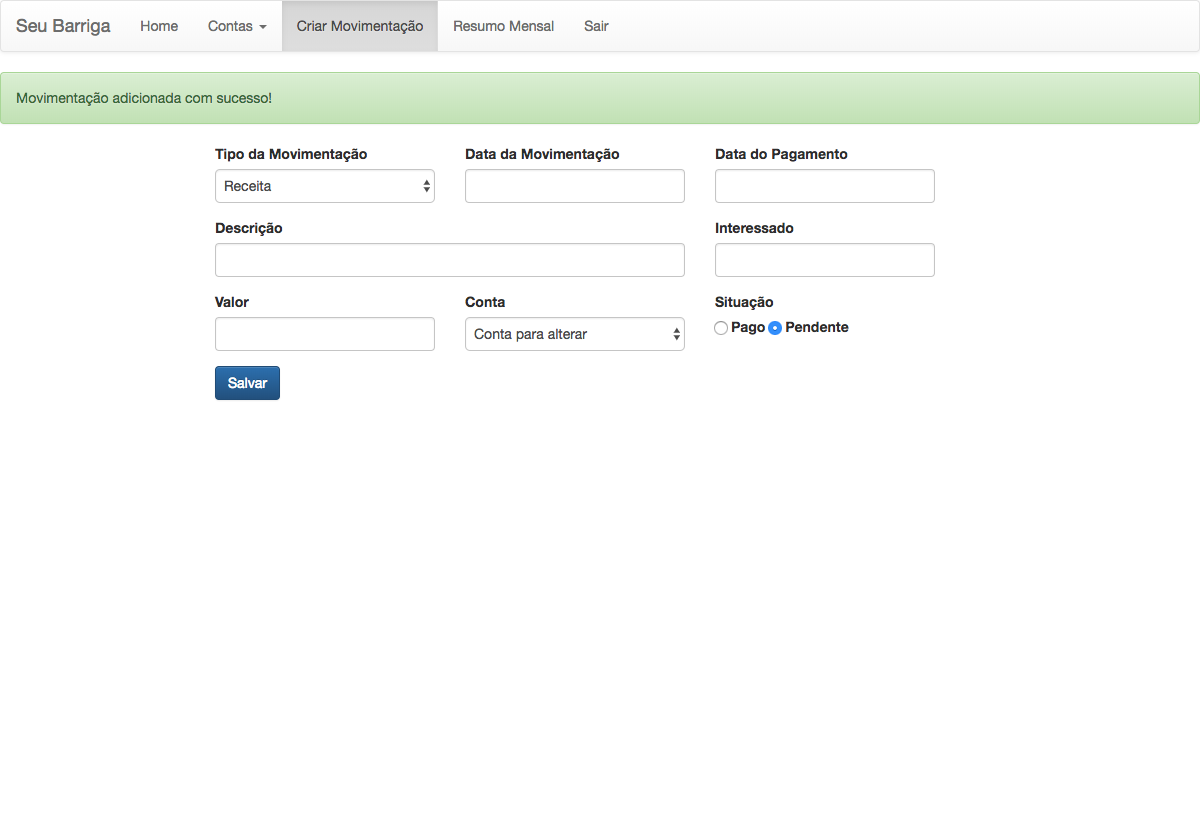 Seu Barriga Home Contas Criar Movimentação Resumo Mensal Sair
Movimentação adicionada com sucesso!
Tipo da Movimentação Data da Movimentação Data do Pagamento
Receita
Descrição Interessado
Valor Conta Situação
Conta para alterar Pago Pendente
Salvar